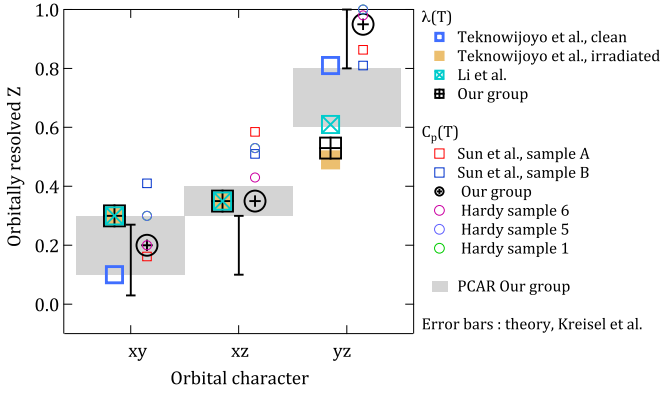 1.0
0.8
0.6
0.4
0.2
0.0
Orbitally resolved Z
xy
xz
yz
Orbital character
λ(T)
Teknowijoyo et al., clean
Teknowijoyo et al., irradiated
Li et al.
Our group
Cp(T)
Sun et al., sample A
Sun et al., sample B
Our group
Hardy sample 6
Hardy sample 5
Hardy sample 1
PCAR Our group
Error bars : theory, Kreisel et al.